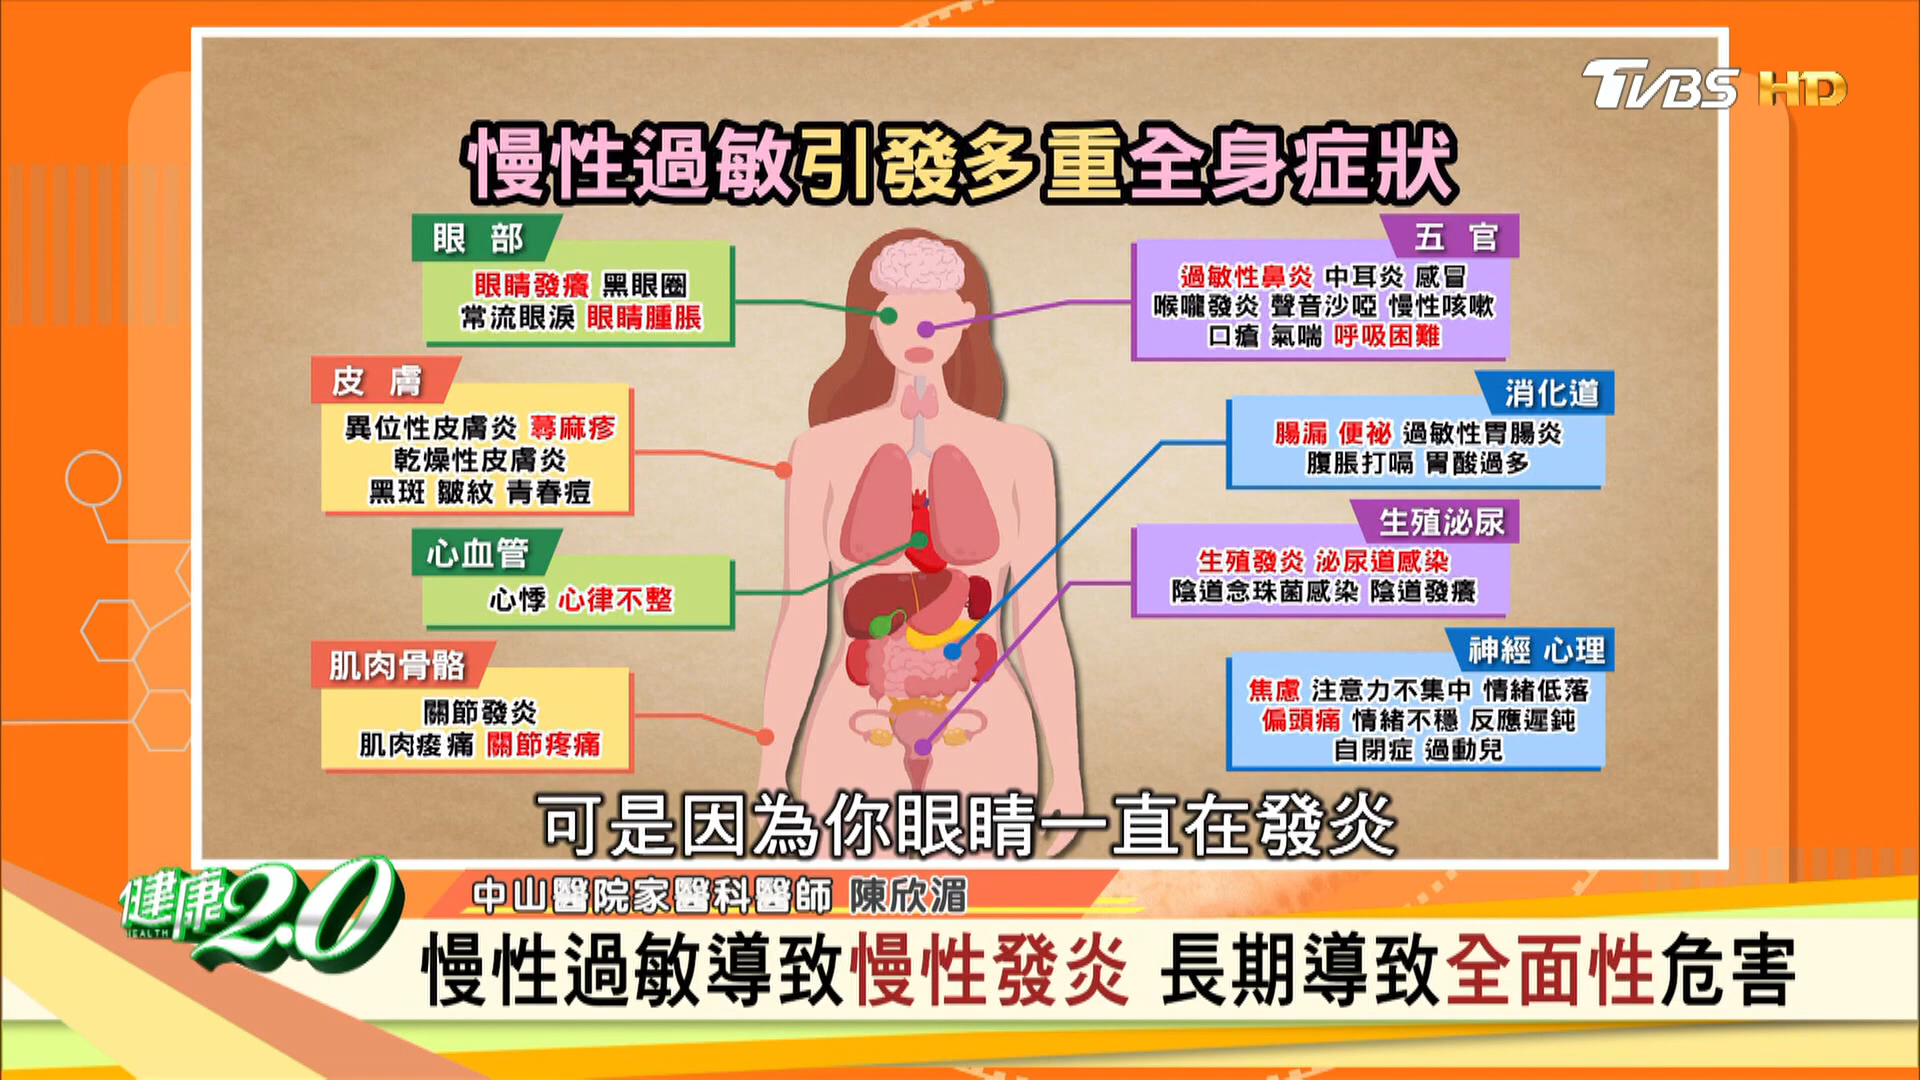 TVBS HD
慢性過敏引發多重全身症狀
眼 部
眼睛發癢 黑眼圈
常流眼淚 眼睛腫脹
皮 膚
異位性皮膚炎 蕁麻疹
乾燥性皮膚炎
黑斑 皺紋 青春痘
心血管
心悸 心律不整
肌肉骨骼
關節發炎
肌肉痠痛 關節疼痛
五 官
過敏性鼻炎 中耳炎 感冒
喉嚨發炎 聲音沙啞 慢性咳嗽
口瘡 氣喘 呼吸困難
消化道
腸漏 便祕 過敏性胃腸炎
腹脹打嗝 胃酸過多
生殖泌尿
生殖發炎 泌尿道感染
陰道念珠菌感染 陰道發癢
神經 心理
焦慮 注意力不集中 情緒低落
偏頭痛 情緒不穩 反應遲鈍
自閉症 過動兒
可是因為你眼睛一直在發炎
健康2.0
HEALTH
中山醫院家醫科醫師 陳欣湄
慢性過敏導致慢性發炎 長期導致全面性危害